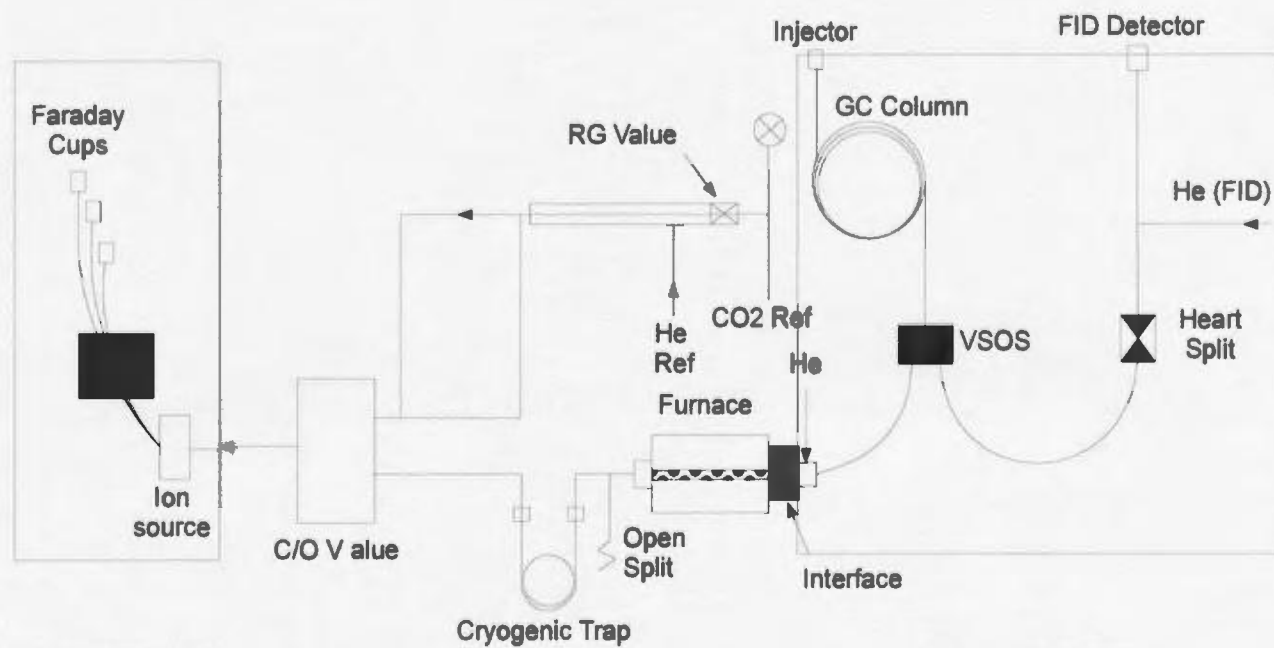 Injector
FID Detector
Faraday
Cups
GC Column
RG Value
He (FID)
CO2 Ref
He
Ref
He
VSOS
Heart
Split
Furnace
Ion
source
C/O V alue
Open
Split
Interface
Cryogenic Trap